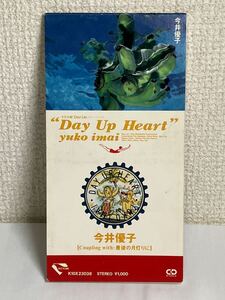 今井優子
"Day Up Heart"
yuko imai
DAY UP HEART
今井優子
[Coupling with:最後の月灯りに]
K10X23038 STEREO ¥1,000